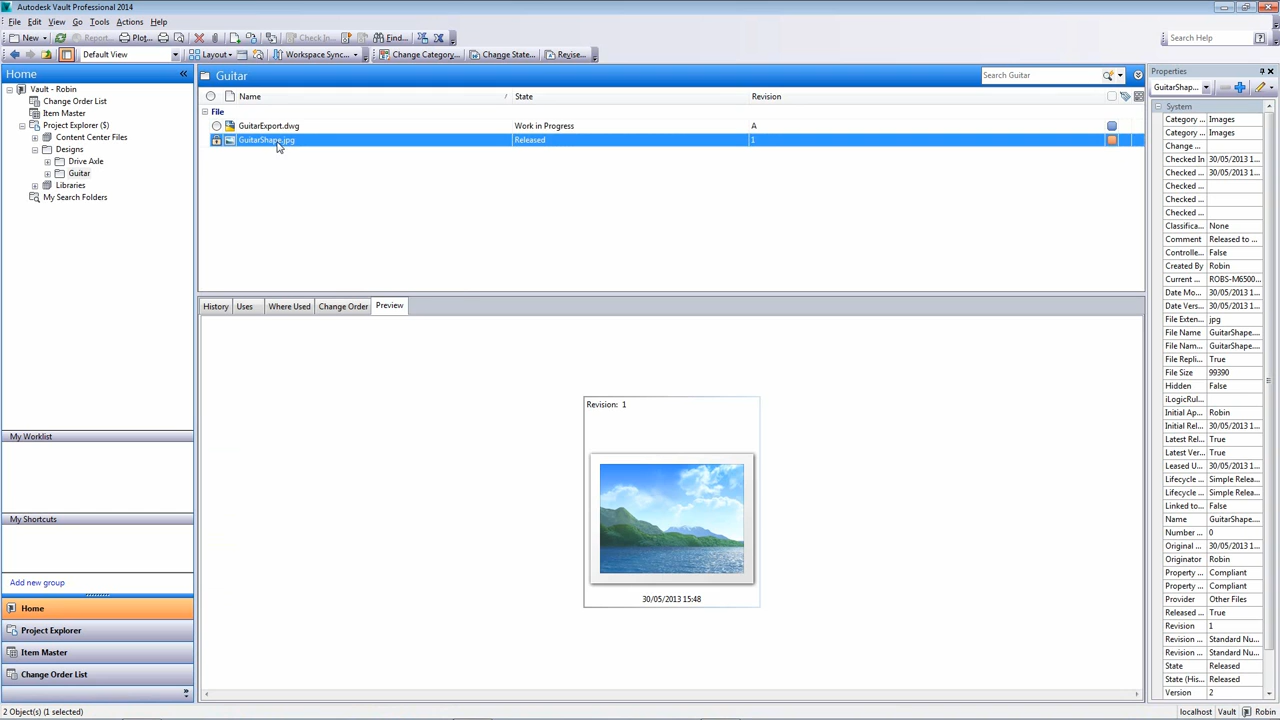 Autodesk Vault Professional 2014
File Edit View Go Tools Actions Help
New Report... Plot... Check In... Find... Search Help
Default View Layout Workspace Sync... Change Category... Change State... Revise...
Home
Vault - Robin
Change Order List
Item Master
Project Explorer ($)
Content Center Files
Designs
Drive Axle
Guitar
Libraries
My Search Folders
My Worklist
My Shortcuts
Add new group
Home
Project Explorer
Item Master
Change Order List
Guitar Search Guitar
Name State Revision
File
GuitarExport.dwg Work in Progress A
GuitarShape.jpg Released 1
History Uses Where Used Change Order Preview
Revision: 1
30/05/2013 15:48
Properties
GuitarShap...
System
Category ... Images
Category ... Images
Change ...
Checked In 30/05/2013 1...
Checked ... 30/05/2013 1...
Checked ...
Checked ...
Checked ...
Classifica... None
Comment Released to ...
Controlle... False
Created By Robin
Current ... ROBS-M6500...
Date Mo... 30/05/2013 1...
Date Vers... 30/05/2013 1...
File Exten... jpg
File Name GuitarShape....
File Nam... GuitarShape....
File Repli... True
File Size 99390
Hidden False
iLogicRul...
Initial Ap... Robin
Initial Rel... 30/05/2013 1...
Latest Rel... True
Latest Ver... True
Leased U... 30/05/2013 1...
Lifecycle ... Simple Relea...
Lifecycle ... Simple Relea...
Linked to... False
Name GuitarShape....
Number ... 0
Original ... 30/05/2013 1...
Originator Robin
Property ... Compliant
Property ... Compliant
Provider Other Files
Released ... True
Revision 1
Revision ... Standard Nu...
Revision ... Standard Nu...
State Released
State (His... Released
Version 2
2 Object(s) (1 selected) localhost Vault Robin